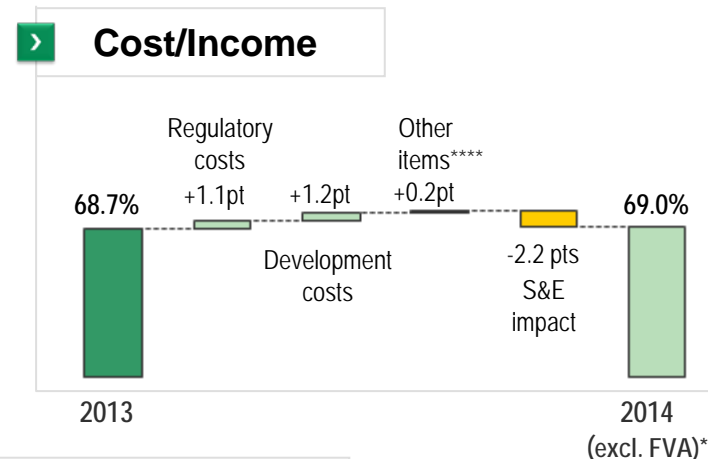 Cost/Income
Regulatory
costs
+1.1pt
+1.2pt
Development
costs
Other
items****
+0.2pt
-2.2 pts
S&E
impact
68.7%
69.0%
2013
2014
(excl. FVA)*